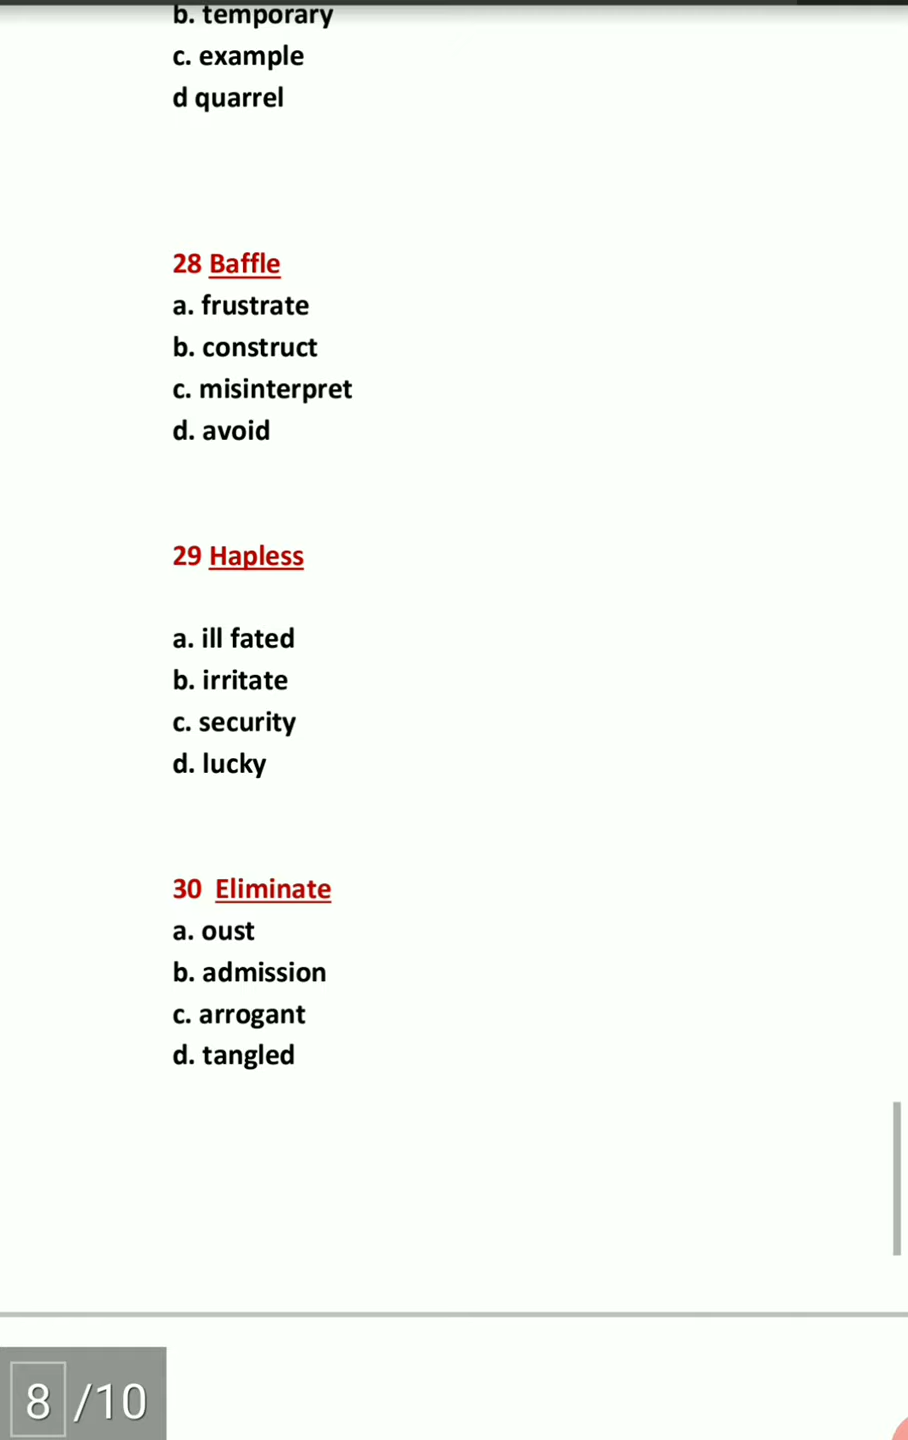 b. temporary
c. example
d quarrel
28 Baffle
a. frustrate
b. construct
c. misinterpret
d. avoid
29 Hapless
a. ill fated
b. irritate
c. security
d. lucky
30 Eliminate
a. oust
b. admission
c. arrogant
d. tangled
8 /10